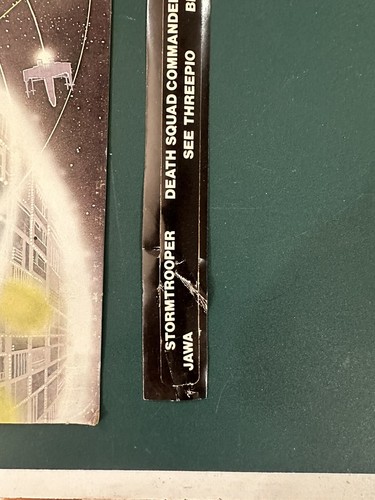 STORMTROOPER DEATH SQUAD COMMANDER
JAWA SEE THREEPIO